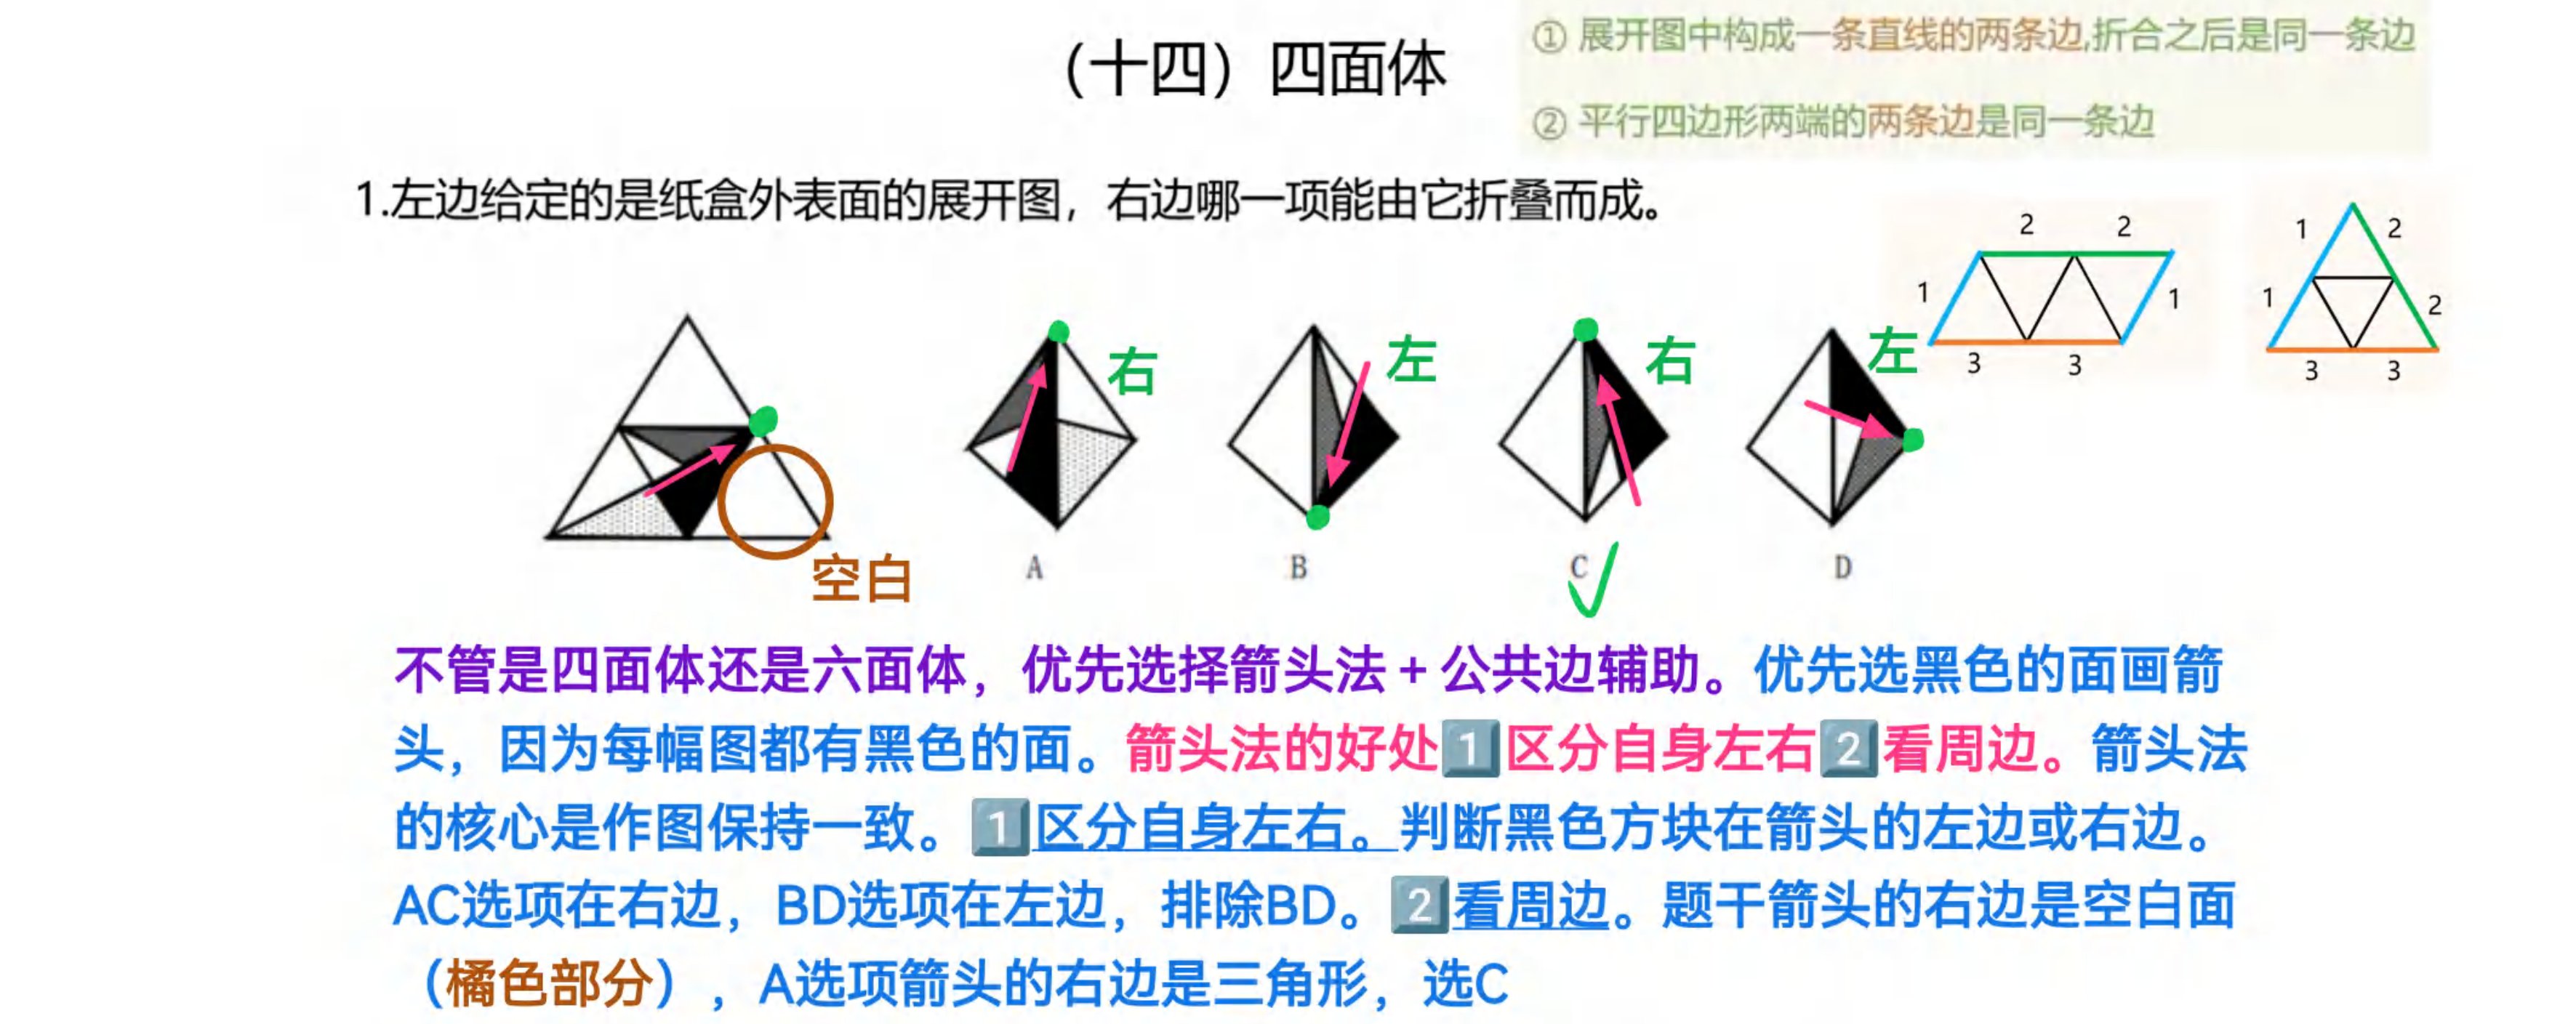 ① 展开图中构成一条直线的两条边,折合之后是同一条边
（十四）四面体
② 平行四边形两端的两条边是同一条边
1.左边给定的是纸盒外表面的展开图，右边哪一项能由它折叠而成。
2 2
1 1
3 3
1 2
1 2
3 3
右 左 右 左
空白
A B C D
不管是四面体还是六面体，优先选择箭头法 + 公共边辅助。优先选黑色的面画箭
头，因为每幅图都有黑色的面。箭头法的好处1️⃣区分自身左右2️⃣看周边。箭头法
的核心是作图保持一致。1️⃣区分自身左右。判断黑色方块在箭头的左边或右边。
AC选项在右边，BD选项在左边，排除BD。2️⃣看周边。题干箭头的右边是空白面
（橘色部分），A选项箭头的右边是三角形，选C